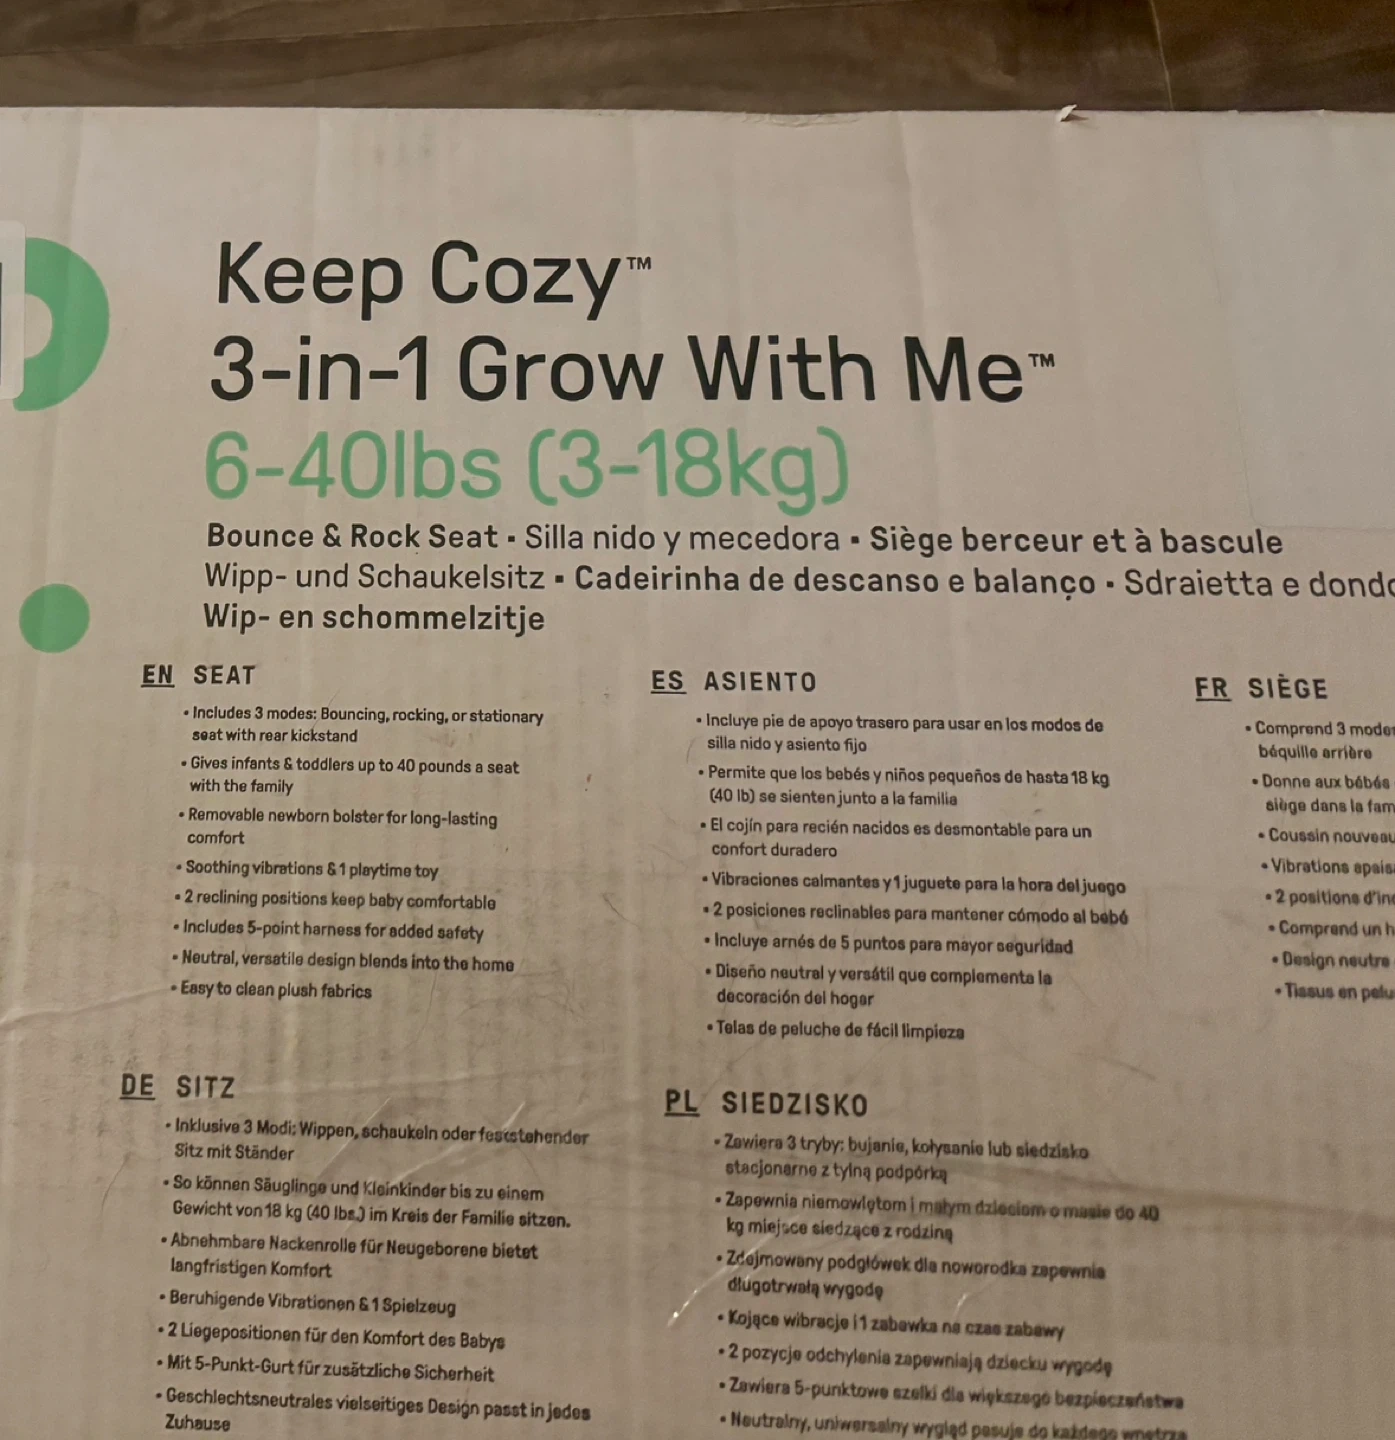 Keep Cozy™
3-in-1 Grow With Me™
6-40lbs (3-18kg)
Bounce & Rock Seat ▪ Silla nido y mecedora ▪ Siège berceur et à bascule
Wipp- und Schaukelsitz ▪ Cadeirinha de descanso e balanço ▪ Sdraietta e dondo
Wip- en schommelzitje
EN SEAT
• Includes 3 modes: Bouncing, rocking, or stationary
seat with rear kickstand
• Gives infants & toddlers up to 40 pounds a seat
with the family
• Removable newborn bolster for long-lasting
comfort
• Soothing vibrations & 1 playtime toy
• 2 reclining positions keep baby comfortable
• Includes 5-point harness for added safety
• Neutral, versatile design blends into the home
• Easy to clean plush fabrics
ES ASIENTO
• Incluye pie de apoyo trasero para usar en los modos de
silla nido y asiento fijo
• Permite que los bebés y niños pequeños de hasta 18 kg
(40 lb) se sienten junto a la familia
• El cojín para recién nacidos es desmontable para un
confort duradero
• Vibraciones calmantes y 1 juguete para la hora del juego
• 2 posiciones reclinables para mantener cómodo al bebé
• Incluye arnés de 5 puntos para mayor seguridad
• Diseño neutral y versátil que complementa la
decoración del hogar
• Telas de peluche de fácil limpieza
FR SIÈGE
• Comprend 3 modes
béquille arrière
• Donne aux bébés
siège dans la fam
• Coussin nouveau
• Vibrations apais
• 2 positions d'inc
• Comprend un h
• Design neutre
• Tissus en pelu
DE SITZ
• Inklusive 3 Modi: Wippen, schaukeln oder feststehender
Sitz mit Ständer
• So können Säuglinge und Kleinkinder bis zu einem
Gewicht von 18 kg (40 lbs.) im Kreis der Familie sitzen.
• Abnehmbare Nackenrolle für Neugeborene bietet
langfristigen Komfort
• Beruhigende Vibrationen & 1 Spielzeug
• 2 Liegepositionen für den Komfort des Babys
• Mit 5-Punkt-Gurt für zusätzliche Sicherheit
• Geschlechtsneutrales vielseitiges Design passt in jedes
Zuhause
PL SIEDZISKO
• Zawiera 3 tryby: bujanie, kołysanie lub siedzisko
stacjonarne z tylną podpórką
• Zapewnia niemowlętom i małym dzieciom o masie do 40
kg miejsce siedzące z rodziną
• Zdejmowany podgłówek dla noworodka zapewnia
długotrwałą wygodę
• Kojące wibracje i 1 zabawka na czas zabawy
• 2 pozycje odchylenia zapewniają dziecku wygodę
• Zawiera 5-punktowe szelki dla większego bezpieczeństwa
• Neutralny, uniwersalny wygląd pasuje do każdego wnętrza